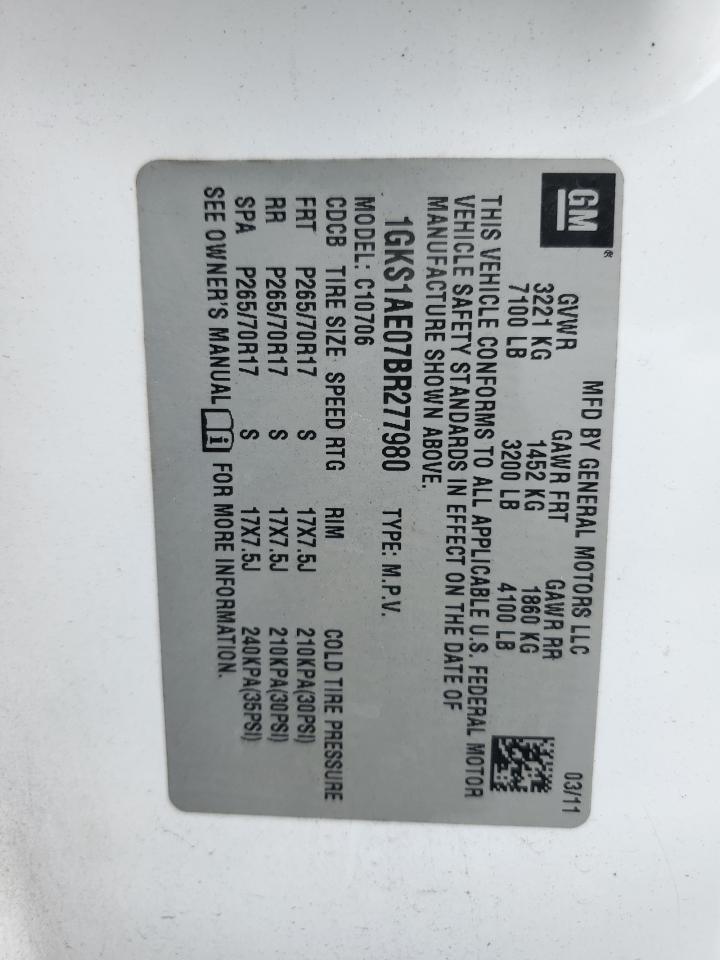 GM ®
MFD BY GENERAL MOTORS LLC 03/11
GVWR GAWR FRT GAWR RR
3221 KG 1452 KG 1860 KG
7100 LB 3200 LB 4100 LB
THIS VEHICLE CONFORMS TO ALL APPLICABLE U.S. FEDERAL MOTOR
VEHICLE SAFETY STANDARDS IN EFFECT ON THE DATE OF
MANUFACTURE SHOWN ABOVE.
1GKS1AE07BR277980 TYPE: M.P.V.
MODEL: C10706
CDCB TIRE SIZE SPEED RTG RIM COLD TIRE PRESSURE
FRT P265/70R17 S 17X7.5J 210KPA(30PSI)
RR P265/70R17 S 17X7.5J 210KPA(30PSI)
SPA P265/70R17 S 17X7.5J 240KPA(35PSI)
SEE OWNER'S MANUAL i FOR MORE INFORMATION.